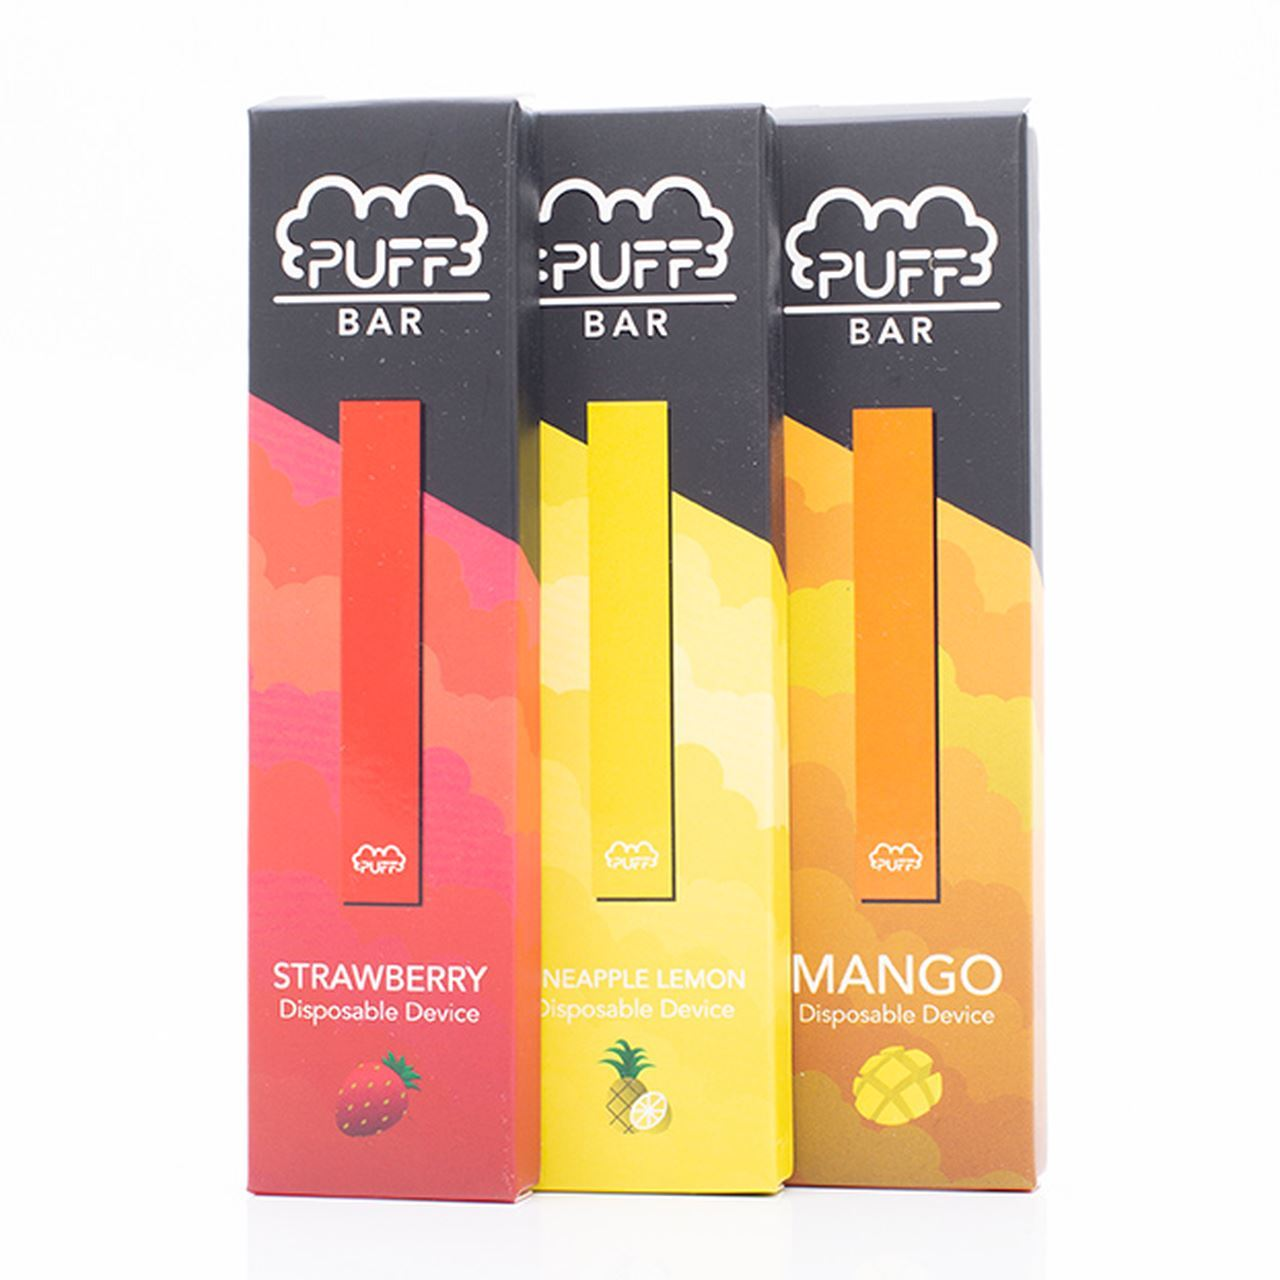 PUFF
BAR
PUFF
STRAWBERRY
Disposable Device
PUFF
BAR
PUFF
NEAPPLE LEMON
Disposable Device
PUFF
BAR
PUFF
MANGO
Disposable Device